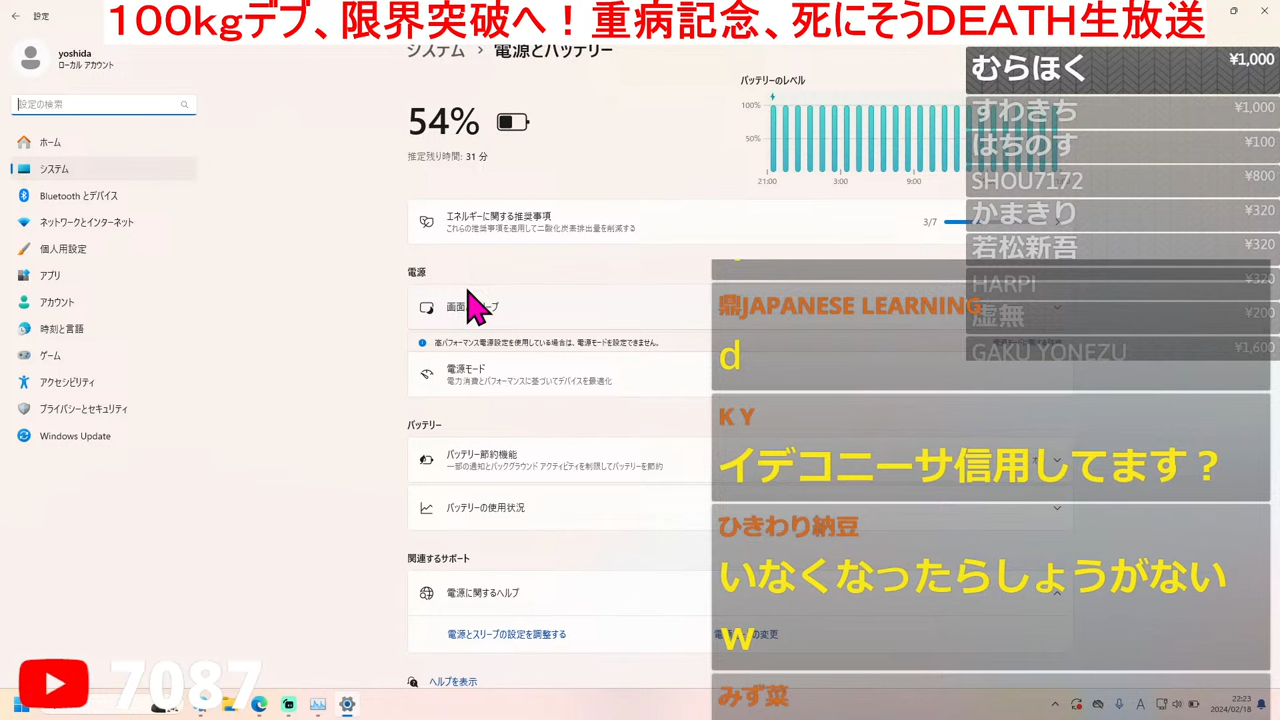 設定
100kgデブ、限界突破へ！重病記念、死にそうDEATH生放送
yoshida
ローカル アカウント
設定の検索
ホーム
システム
Bluetooth とデバイス
ネットワークとインターネット
個人用設定
アプリ
アカウント
時刻と言語
ゲーム
アクセシビリティ
プライバシーとセキュリティ
Windows Update
システム › 電源とバッテリー
54%
推定残り時間: 31 分
バッテリーのレベル
100%
50%
21:00 3:00 9:00
エネルギーに関する推奨事項
これらの推奨事項を適用して二酸化炭素排出量を削減する
3/7
電源
画面
高パフォーマンス電源設定を使用している場合は、電源モードを設定できません。
電源モード
電力消費とパフォーマンスに基づいてデバイスを最適化
バッテリー
バッテリー節約機能
一部の通知とバックグラウンド アクティビティを制限してバッテリーを節約
バッテリーの使用状況
関連するサポート
電源に関するヘルプ
電源とスリープの設定を調整する
の変更
ヘルプを表示
むらほく ¥1,000
すわきち ¥1,000
はちのす ¥100
SHOU7172 ¥800
かまきり ¥320
若松新吾 ¥320
HARPI ¥320
虚無 ¥200
GAKU YONEZU ¥1,600
鼎JAPANESE LEARNING
d
K Y
イデコニーサ信用してます？
ひきわり納豆
いなくなったらしょうがない
w
みず菜
7087
A
22:23
2024/02/18